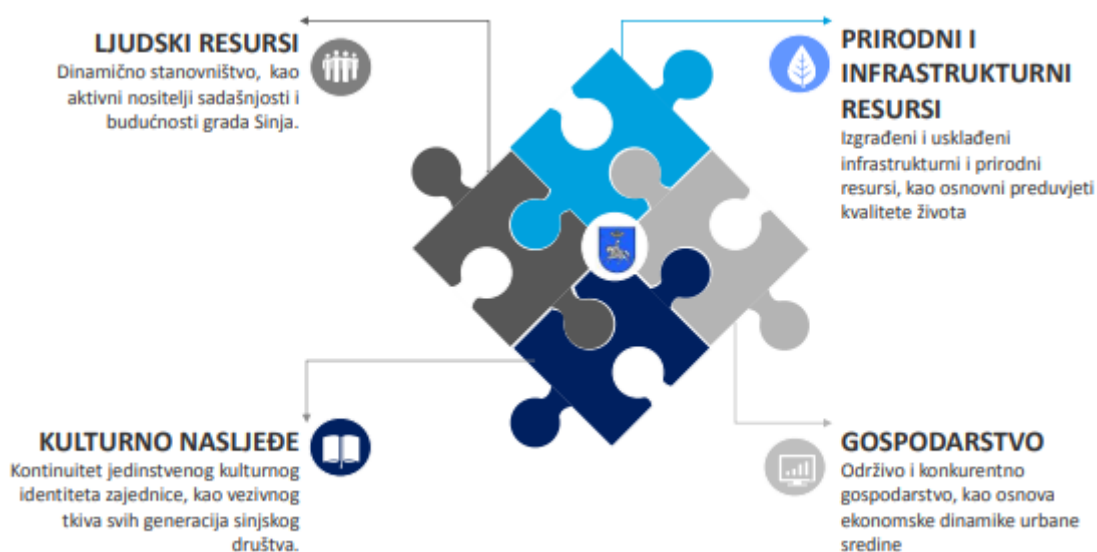 LJUDSKI RESURSI
Dinamično stanovništvo, kao
aktivni nositelji sadašnjosti i
budućnosti grada Sinja.
PRIRODNI I
INFRASTRUKTURNI
RESURSI
Izgrađeni i usklađeni
infrastrukturni i prirodni
resursi, kao osnovni preduvjeti
kvalitete života
KULTURNO NASLJEĐE
Kontinuitet jedinstvenog kulturnog
identiteta zajednice, kao vezivnog
tkiva svih generacija sinjskog
društva.
GOSPODARSTVO
Održivo i konkurentno
gospodarstvo, kao osnova
ekonomske dinamike urbane
sredine